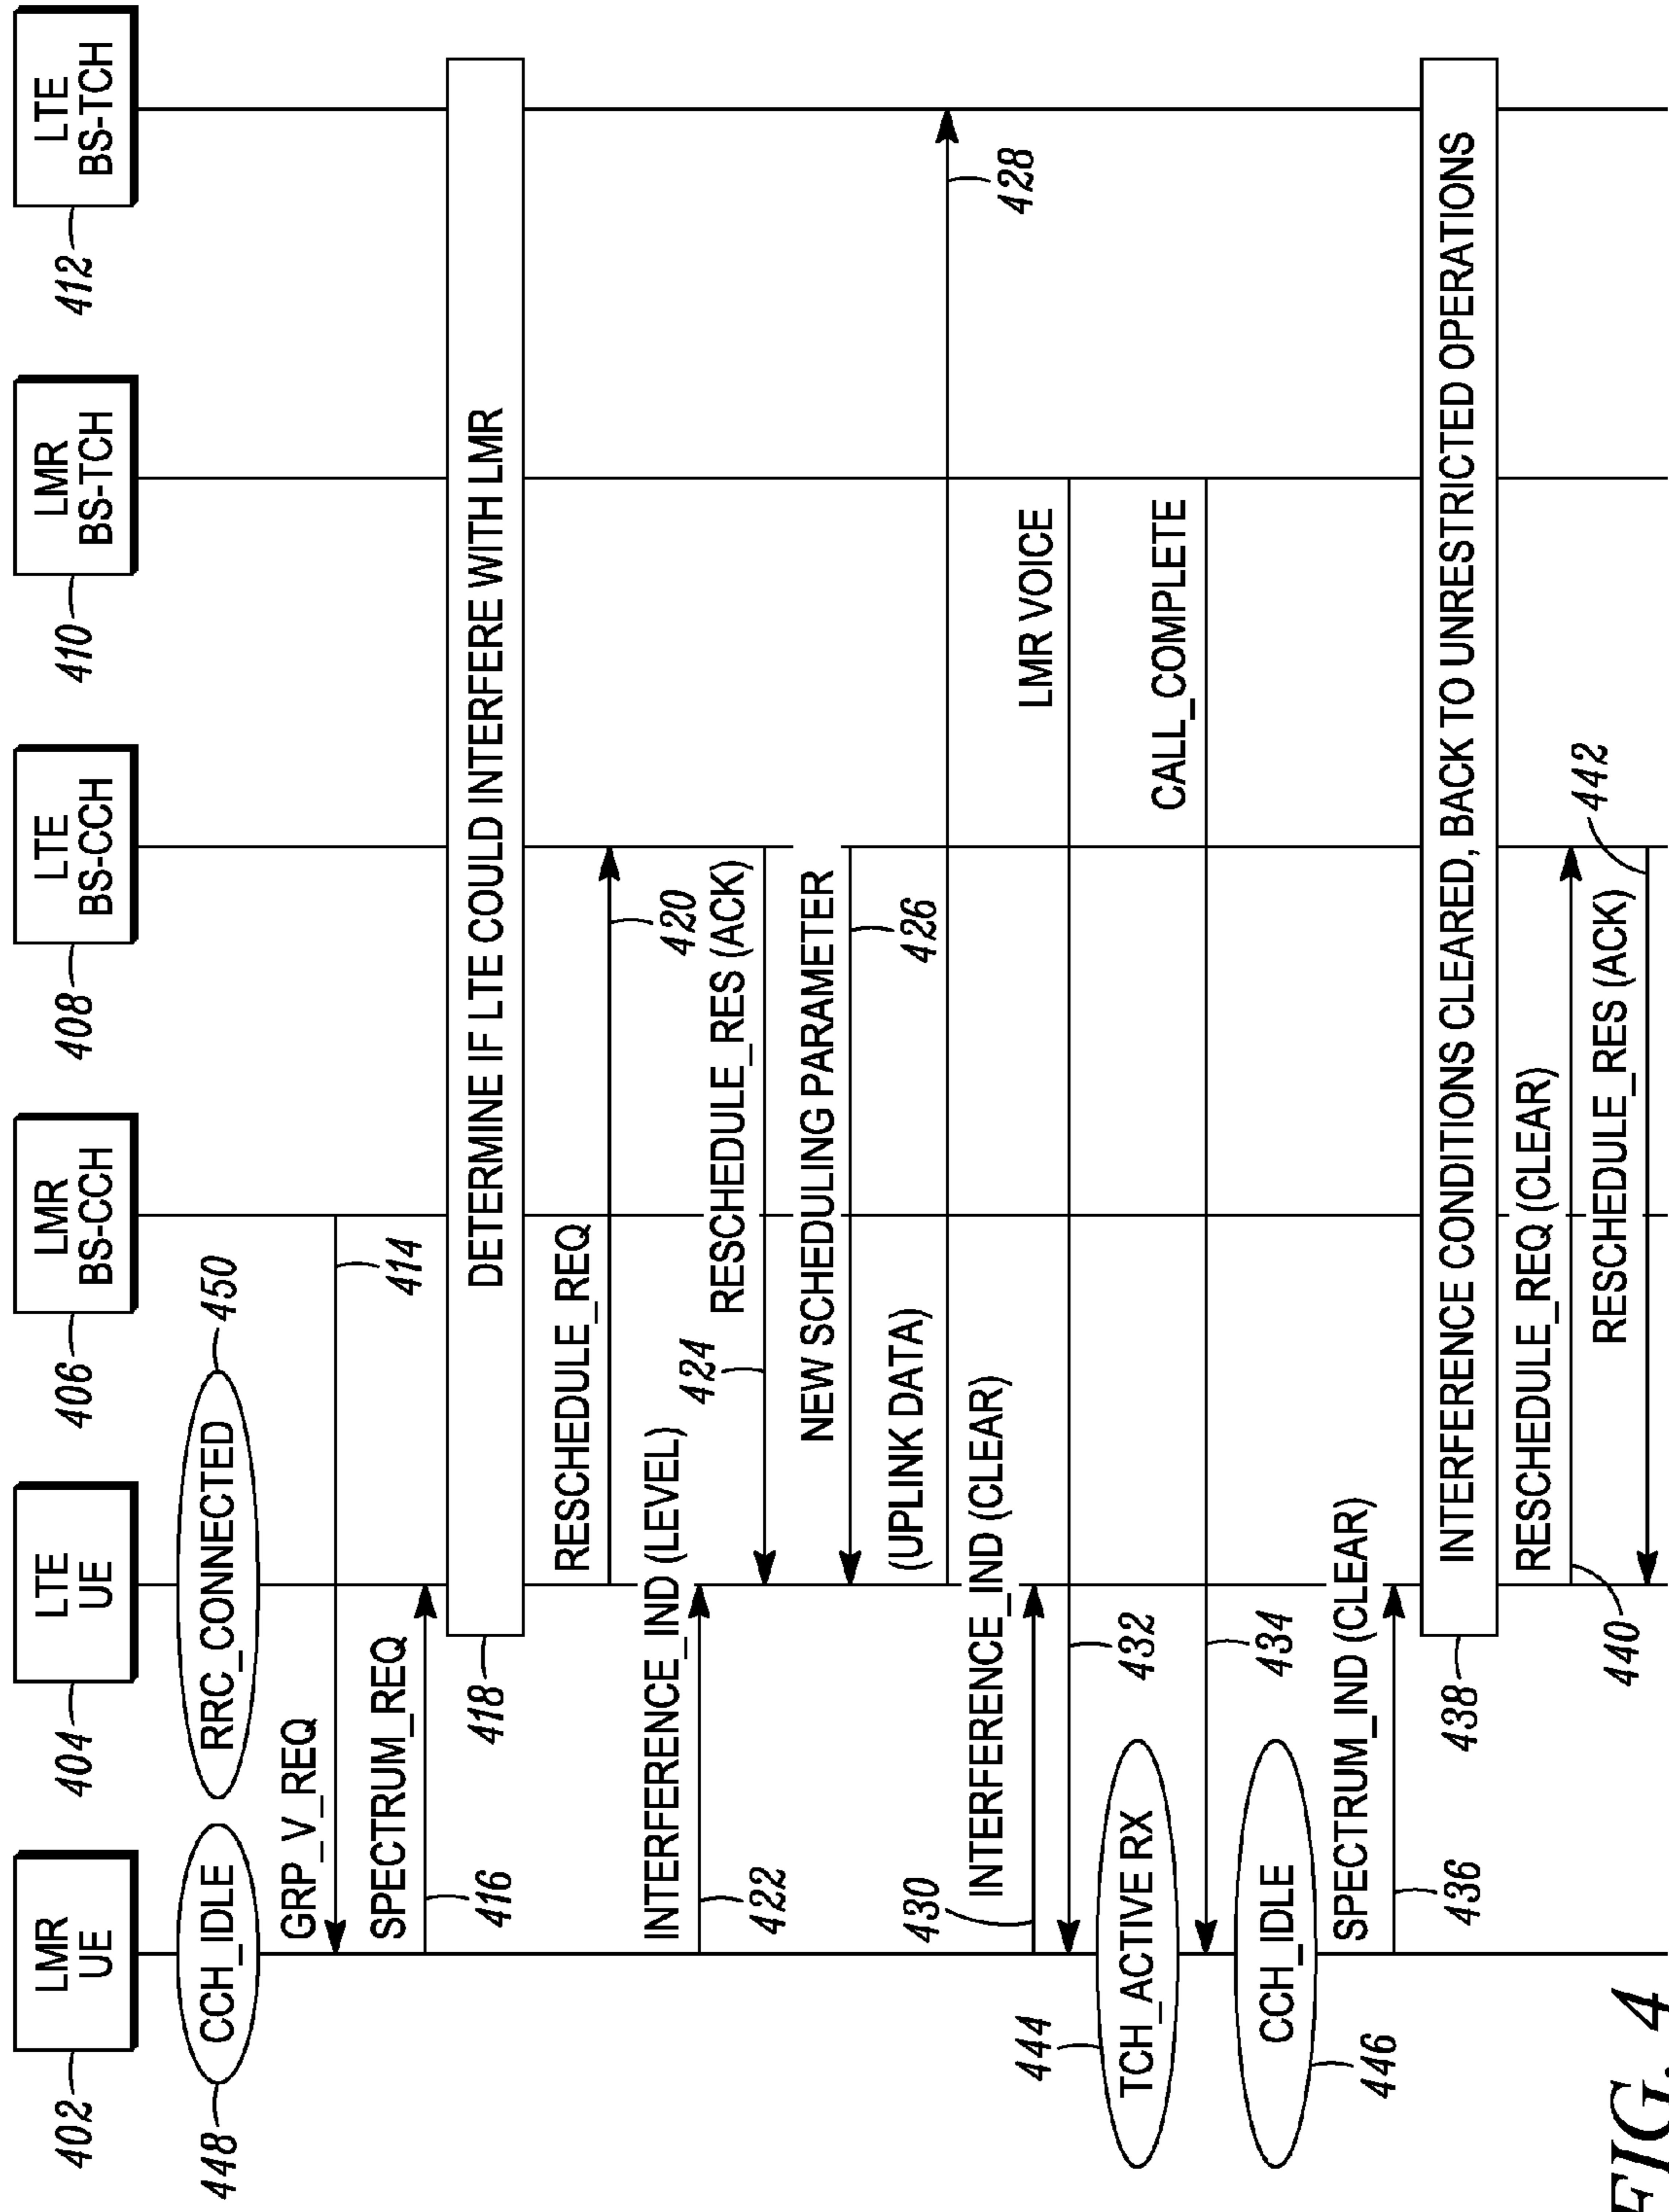 LMR
UE
LTE
UE
LMR
BS-CCH
LTE
BS-CCH
LMR
BS-TCH
LTE
BS-TCH
402
404
406
408
410
412
CCH_IDLE
RRC_CONNECTED
448
450
GRP_V_REQ
414
SPECTRUM_REQ
416
DETERMINE IF LTE COULD INTERFERE WITH LMR
418
RESCHEDULE_REQ
420
INTERFERENCE_IND (LEVEL)
422
RESCHEDULE_RES (ACK)
424
NEW SCHEDULING PARAMETER
426
(UPLINK DATA)
428
INTERFERENCE_IND (CLEAR)
430
LMR VOICE
432
TCH_ACTIVE RX
444
CALL_COMPLETE
434
CCH_IDLE
446
SPECTRUM_IND (CLEAR)
436
INTERFERENCE CONDITIONS CLEARED, BACK TO UNRESTRICTED OPERATIONS
438
RESCHEDULE_REQ (CLEAR)
440
RESCHEDULE_RES (ACK)
442
FIG. 4